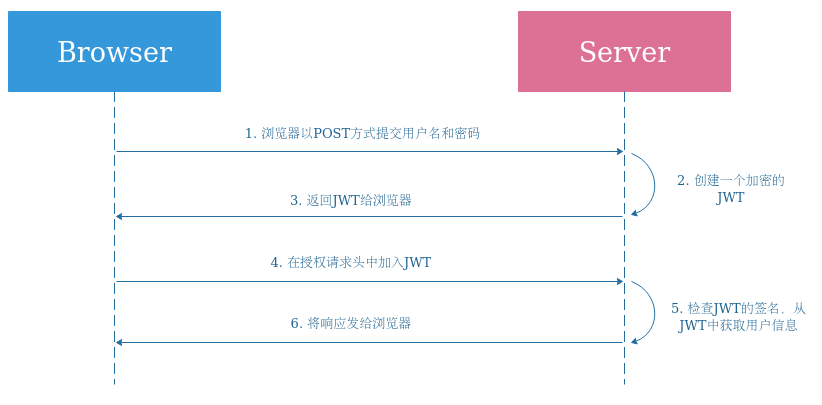 Browser
Server
1. 浏览器以POST方式提交用户名和密码
2. 创建一个加密的
JWT
3. 返回JWT给浏览器
4. 在授权请求头中加入JWT
5. 检查JWT的签名，从
JWT中获取用户信息
6. 将响应发给浏览器